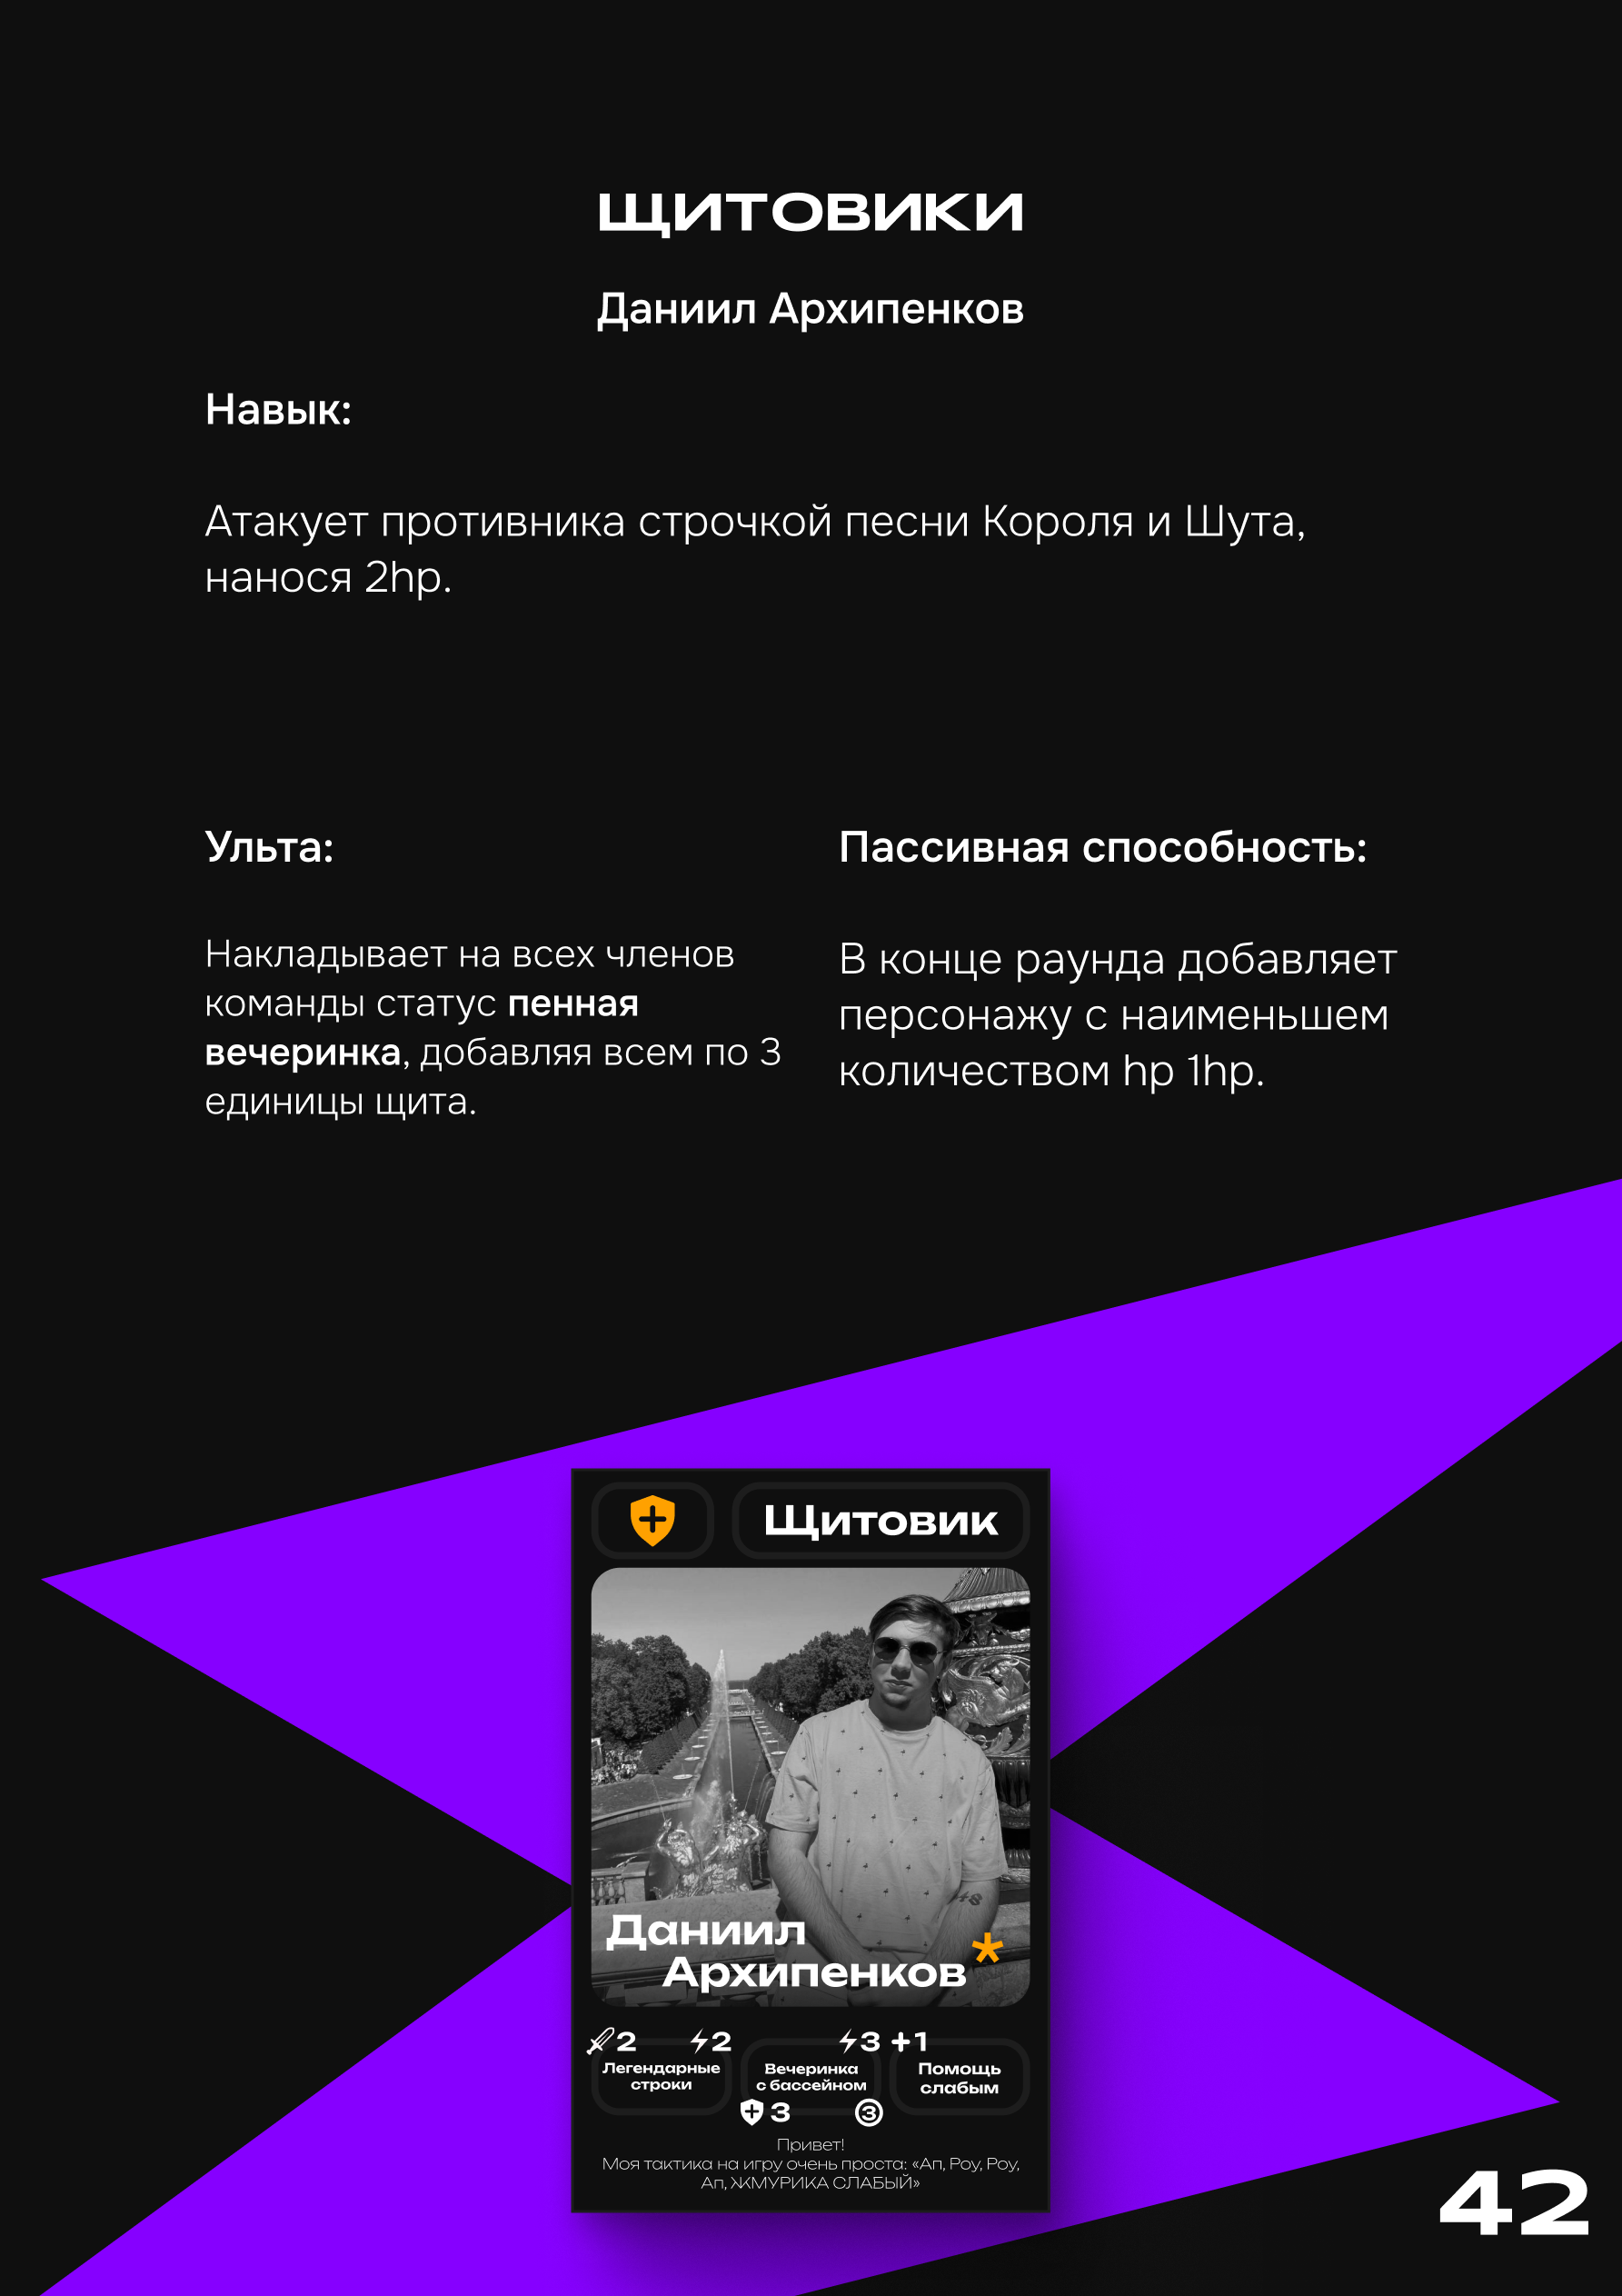 ЩИТОВИКИ
Даниил Архипенков
Навык:
Атакует противника строчкой песни Короля и Шута,
нанося 2hp.
Ульта:
Накладывает на всех членов
команды статус пенная
вечеринка, добавляя всем по 3
единицы щита.
Пассивная способность:
В конце раунда добавляет
персонажу с наименьшем
количеством hp 1hp.
Щитовик
Даниил
Архипенков*
2 2
Легендарные
строки
3
Вечеринка
с бассейном
3 3
+1
Помощь
слабым
Привет!
Моя тактика на игру очень проста: «Ап, Роу, Роу,
Ап, ЖМУРИКА СЛАБЫЙ»
42